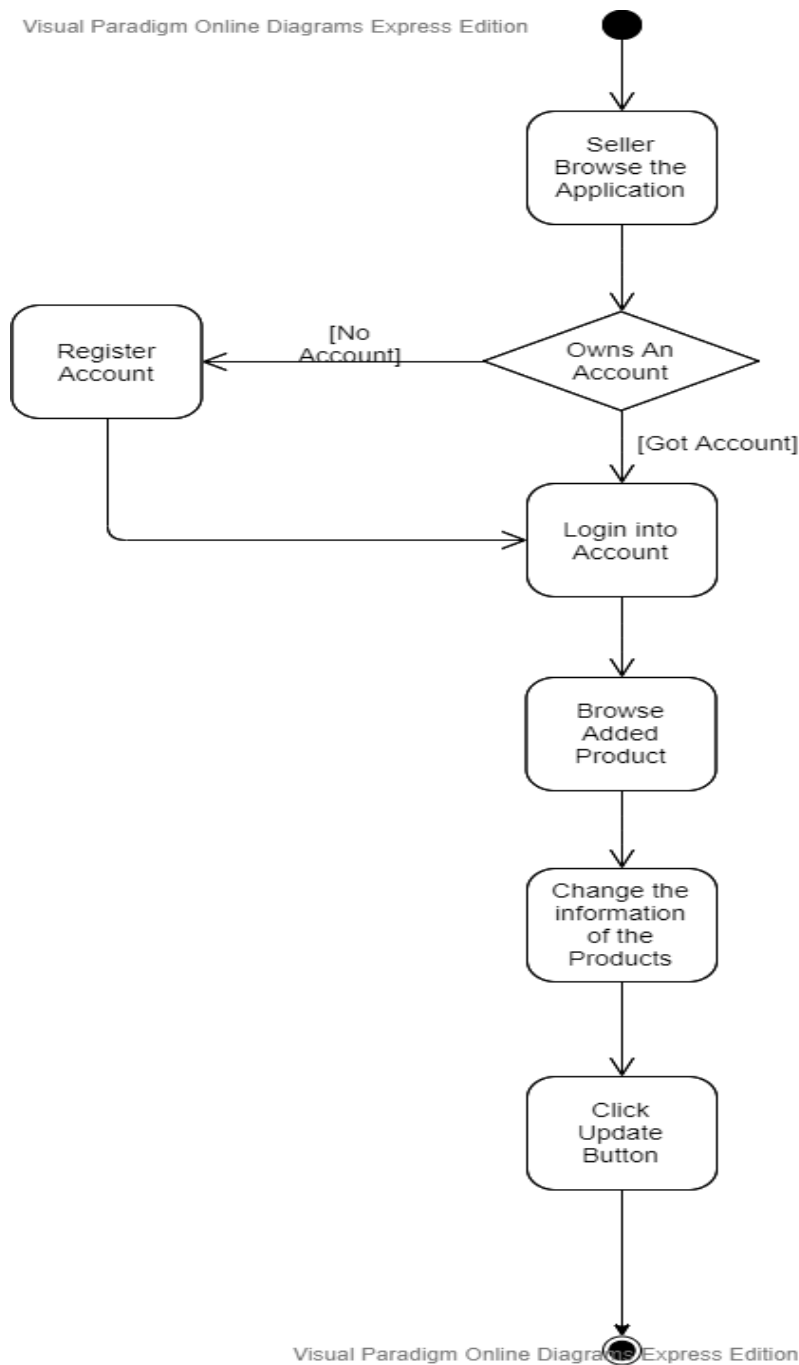 Visual Paradigm Online Diagrams Express Edition
Seller
Browse the
Application
Owns An
Account
[No
Account]
Register
Account
[Got Account]
Login into
Account
Browse
Added
Product
Change the
information
of the
Products
Click
Update
Button
Visual Paradigm Online Diagrams Express Edition